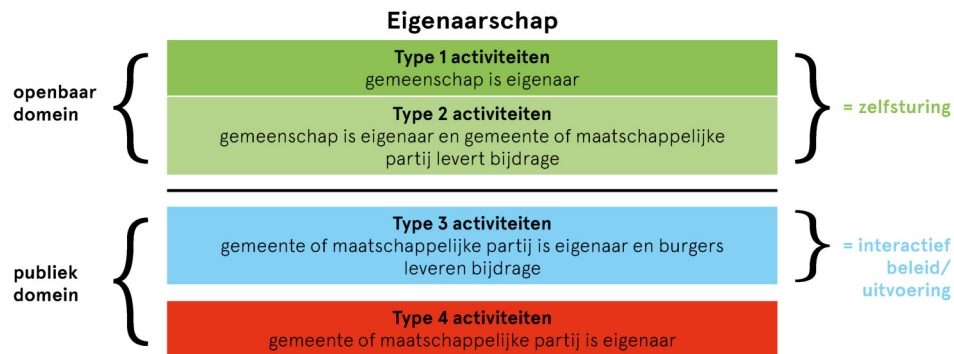 Eigenaarschap
openbaar
domein
Type 1 activiteiten
gemeenschap is eigenaar
Type 2 activiteiten
gemeenschap is eigenaar en gemeente of maatschappelijke
partij levert bijdrage
= zelfsturing
publiek
domein
Type 3 activiteiten
gemeente of maatschappelijke partij is eigenaar en burgers
leveren bijdrage
= interactief
beleid/
uitvoering
Type 4 activiteiten
gemeente of maatschappelijke partij is eigenaar